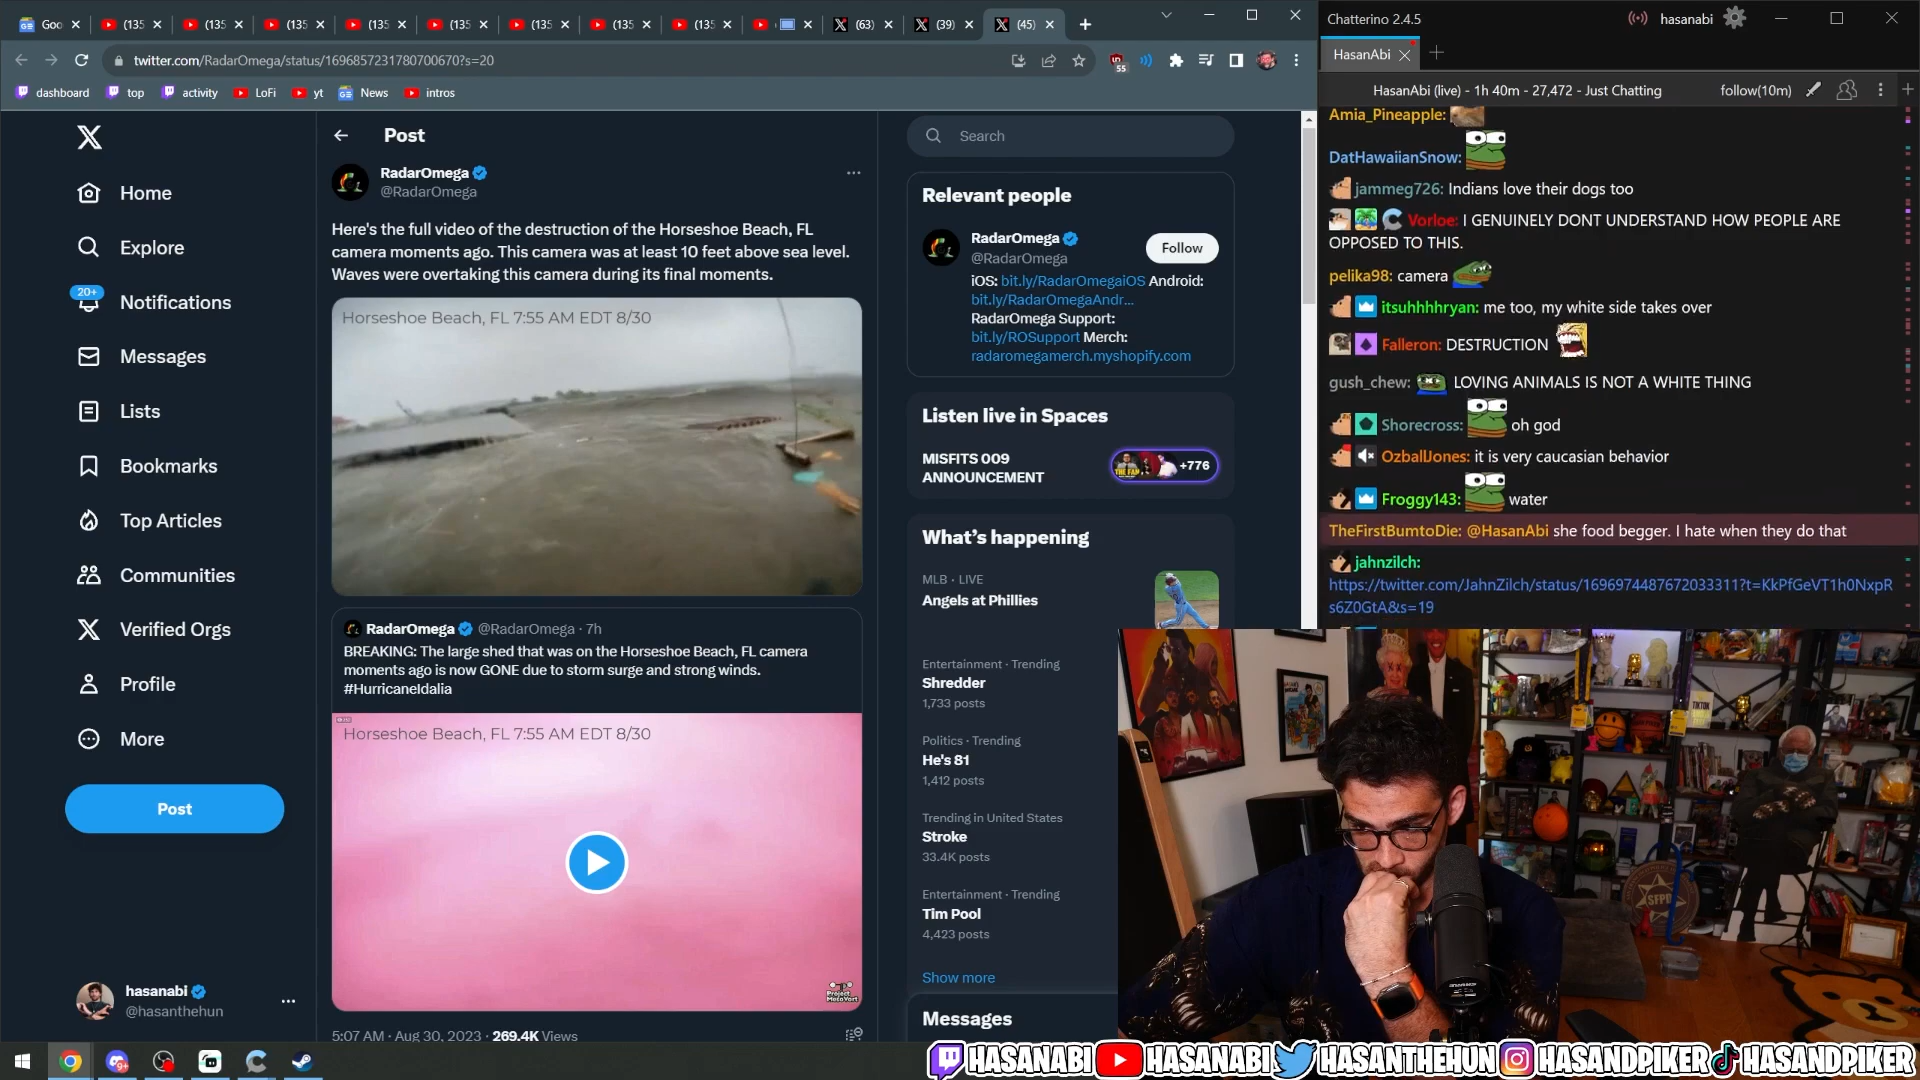 Goo
(135
(135
(135
(135
(135
(135
(135
(135
(63)
(39)
(45)
twitter.com/RadarOmega/status/1696857231780700670?s=20
55
dashboard
top
activity
LoFi
yt
News
intros
Home
Explore
20+
Notifications
Messages
Lists
Bookmarks
Top Articles
Communities
Verified Orgs
Profile
More
Post
hasanabi
@hasanthehun
Post
RadarOmega
@RadarOmega
Here's the full video of the destruction of the Horseshoe Beach, FL
camera moments ago. This camera was at least 10 feet above sea level.
Waves were overtaking this camera during its final moments.
Horseshoe Beach, FL 7:55 AM EDT 8/30
RadarOmega @RadarOmega · 7h
BREAKING: The large shed that was on the Horseshoe Beach, FL camera
moments ago is now GONE due to storm surge and strong winds.
#HurricaneIdalia
Horseshoe Beach, FL 7:55 AM EDT 8/30
5:07 AM · Aug 30, 2023 · 269.4K Views
Search
Relevant people
RadarOmega
@RadarOmega
Follow
iOS: bit.ly/RadarOmegaiOS Android:
bit.ly/RadarOmegaAndr...
RadarOmega Support:
bit.ly/ROSupport Merch:
radaromegamerch.myshopify.com
Listen live in Spaces
MISFITS 009
ANNOUNCEMENT
+776
What's happening
MLB · LIVE
Angels at Phillies
Entertainment · Trending
Shredder
1,733 posts
Politics · Trending
He's 81
1,412 posts
Trending in United States
Stroke
33.4K posts
Entertainment · Trending
Tim Pool
4,423 posts
Show more
Messages
Chatterino 2.4.5
hasanabi
HasanAbi
HasanAbi (live) - 1h 40m - 27,472 - Just Chatting
follow(10m)
Amia_Pineapple:
DatHawaiianSnow:
jammeg726: Indians love their dogs too
Vorloe: I GENUINELY DONT UNDERSTAND HOW PEOPLE ARE
OPPOSED TO THIS.
pelika98: camera
itsuhhhhryan: me too, my white side takes over
Falleron: DESTRUCTION
gush_chew: LOVING ANIMALS IS NOT A WHITE THING
Shorecross: oh god
OzballJones: it is very caucasian behavior
Froggy143: water
TheFirstBumtoDie: @HasanAbi she food begger. I hate when they do that
jahnzilch:
https://twitter.com/JahnZilch/status/1696974487672033311?t=KkPfGeVT1h0NxpR
s6Z0GtA&s=19
SFPD
HASANABI HASANABI HASANTHEHUN HASANDPIKER HASANDPIKER